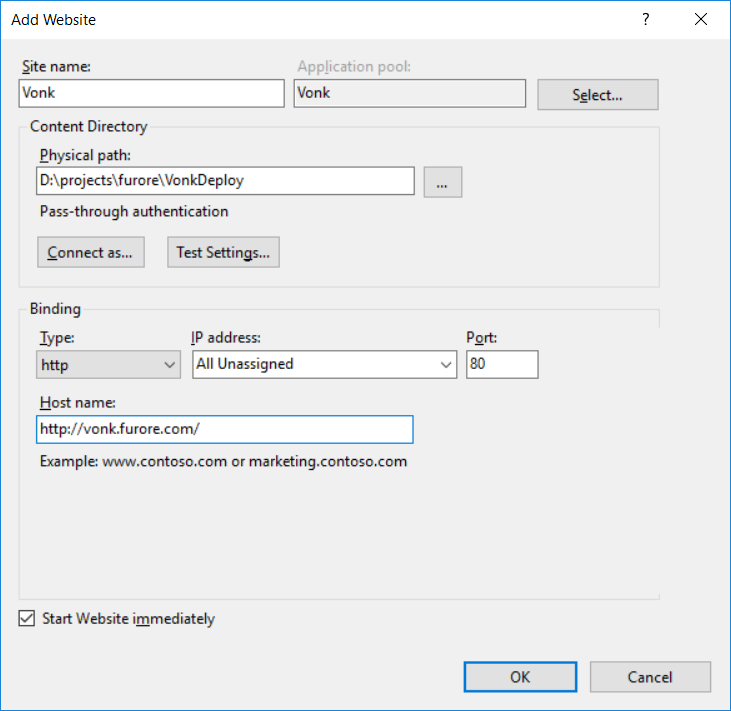 Add Website
?
Site name:
Application pool:
Vonk
Vonk
Select...
Content Directory
Physical path:
D:\projects\furore\VonkDeploy
...
Pass-through authentication
Connect as...
Test Settings...
Binding
Type:
IP address:
Port:
http
All Unassigned
80
Host name:
http://vonk.furore.com/
Example: www.contoso.com or marketing.contoso.com
Start Website immediately
OK
Cancel